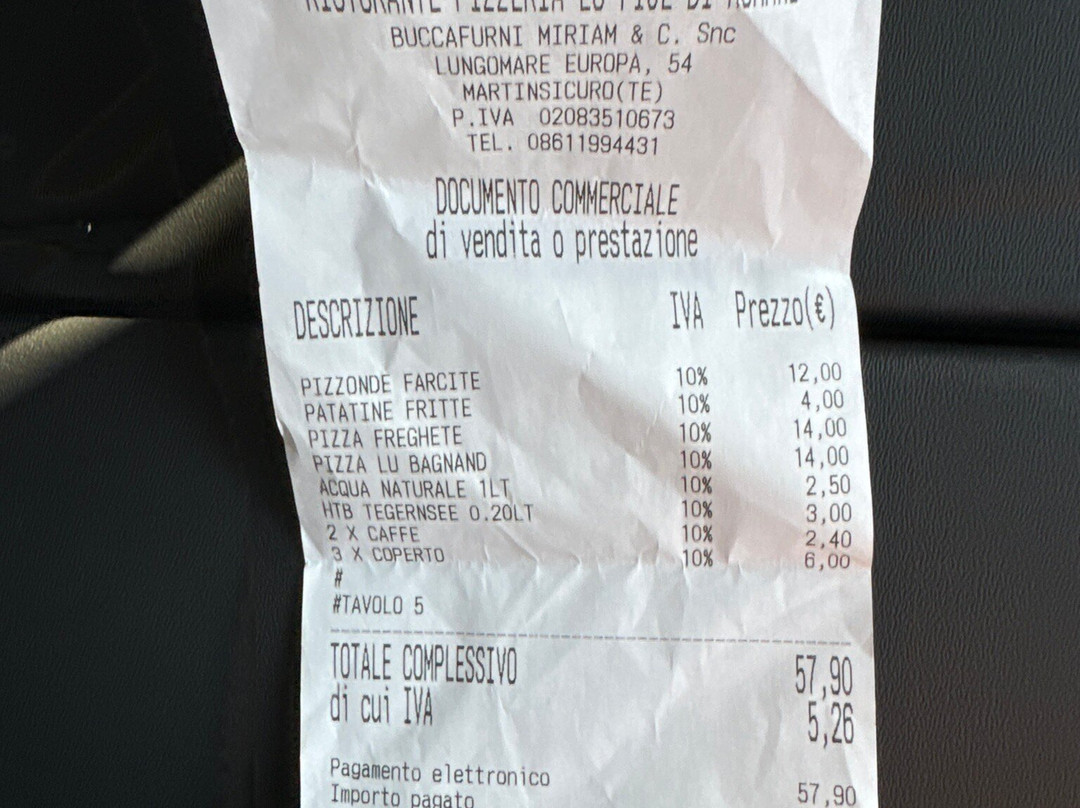 RISTORANTE PIZZERIA LU
BUCCAFURNI MIRIAM & C. Snc
LUNGOMARE EUROPA, 54
MARTINSICURO(TE)
P.IVA 02083510673
TEL. 08611994431
DOCUMENTO COMMERCIALE
di vendita o prestazione
DESCRIZIONE IVA Prezzo(€)
PIZZONDE FARCITE 10% 12,00
PATATINE FRITTE 10% 4,00
PIZZA FREGHETE 10% 14,00
PIZZA LU BAGNAND 10% 14,00
ACQUA NATURALE 1LT 10% 2,50
HTB TEGERNSEE 0.20LT 10% 3,00
2 X CAFFE 10% 2,40
3 X COPERTO 10% 6,00
#
#TAVOLO 5
TOTALE COMPLESSIVO 57,90
di cui IVA 5,26
Pagamento elettronico
Importo pagato 57,90